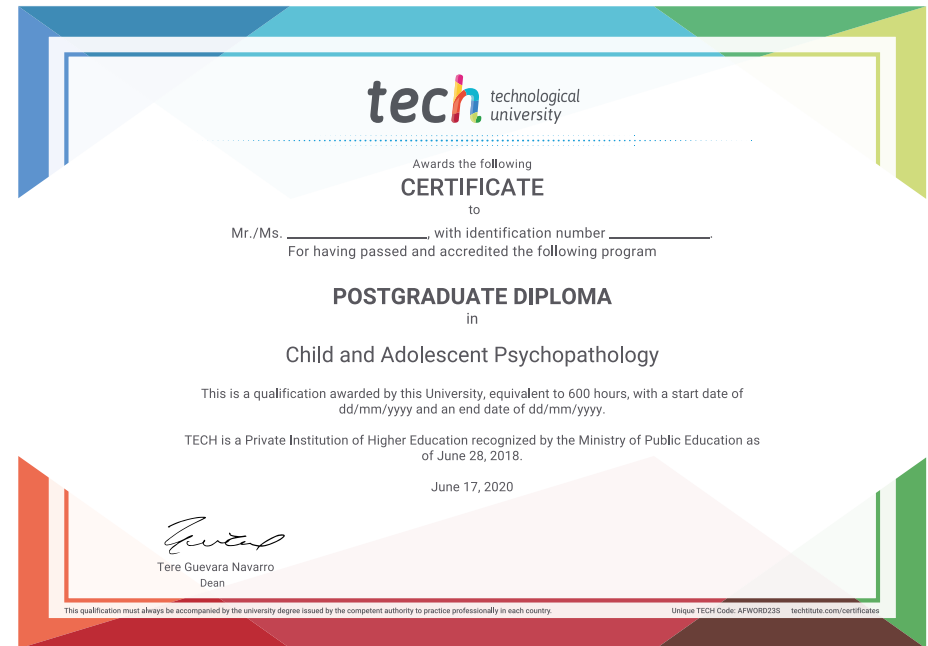 tech technological
university
Awards the following
CERTIFICATE
to
Mr./Ms. ____________________, with identification number ______________.
For having passed and accredited the following program
POSTGRADUATE DIPLOMA
in
Child and Adolescent Psychopathology
This is a qualification awarded by this University, equivalent to 600 hours, with a start date of
dd/mm/yyyy and an end date of dd/mm/yyyy.
TECH is a Private Institution of Higher Education recognized by the Ministry of Public Education as
of June 28, 2018.
June 17, 2020
Tere Guevara Navarro
Dean
This qualification must always be accompanied by the university degree issued by the competent authority to practice professionally in each country.
Unique TECH Code: AFWORD23S techtitute.com/certificates